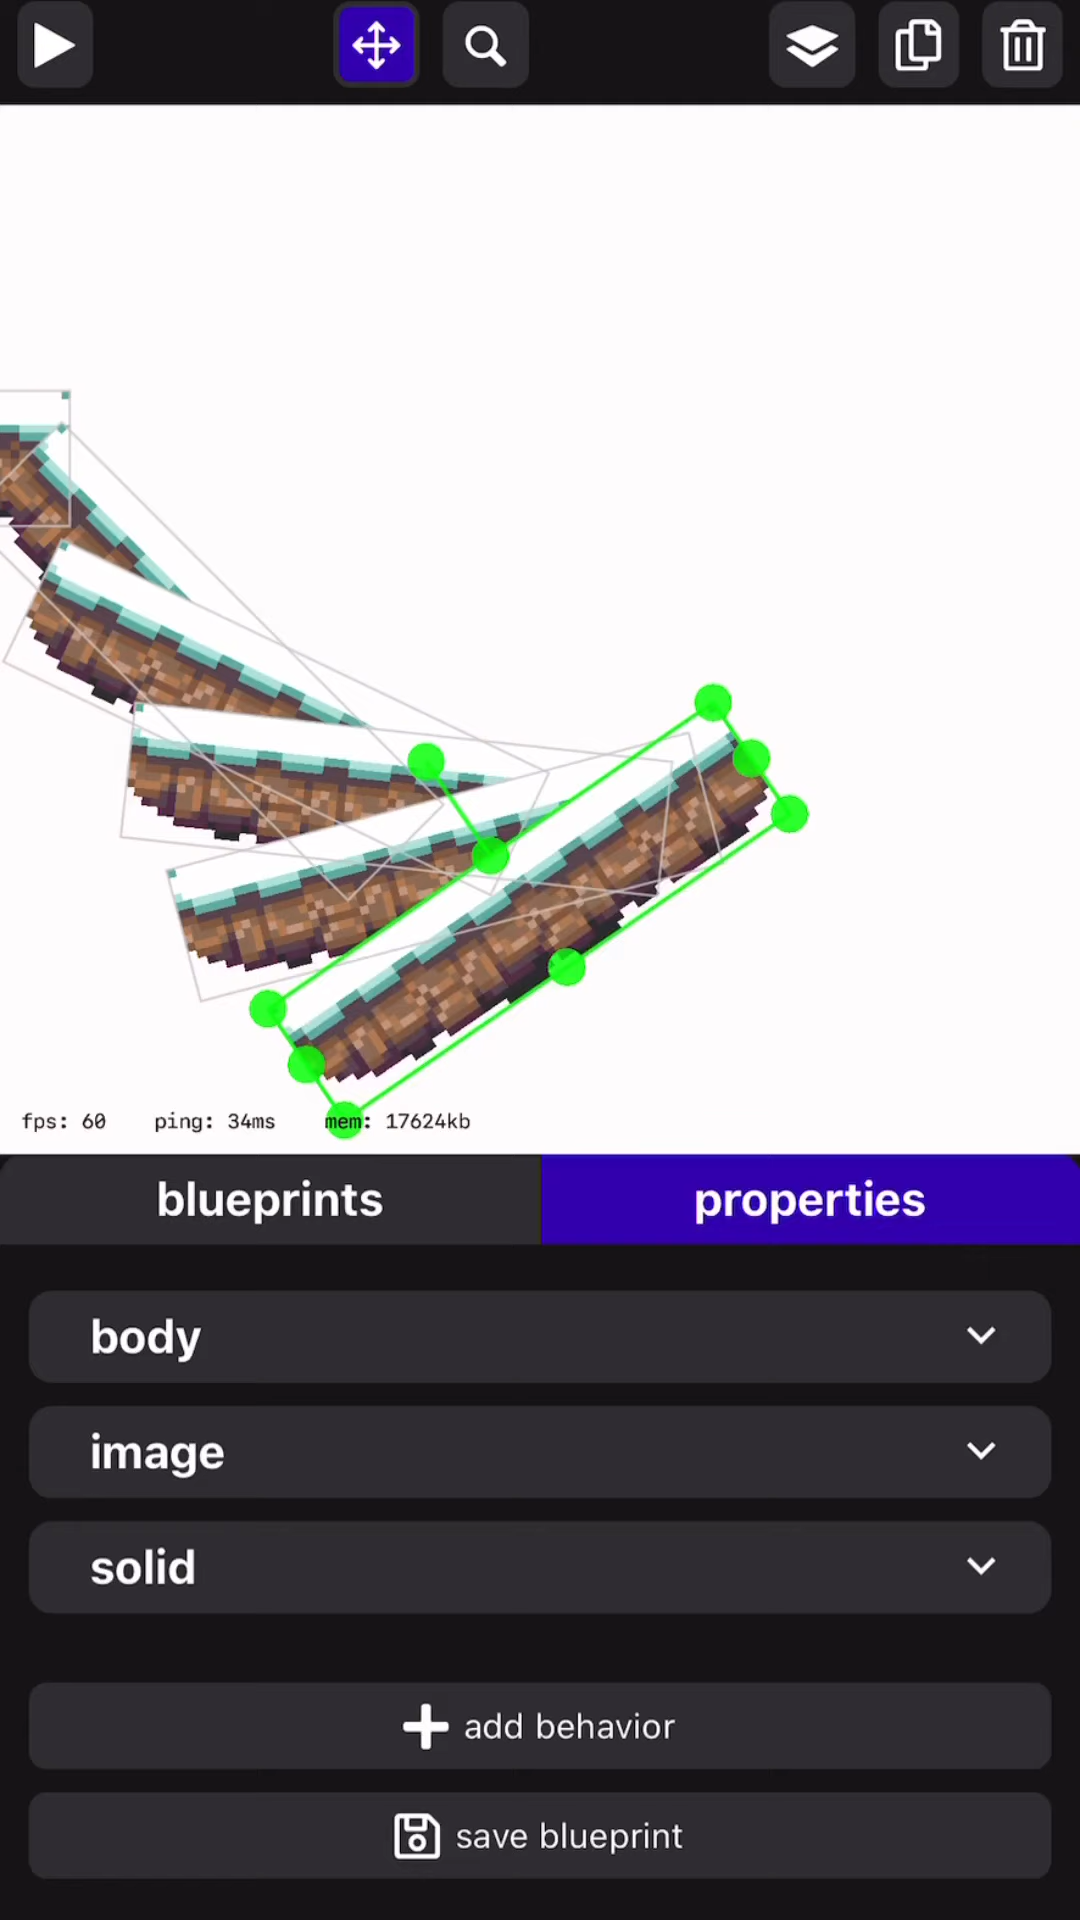 fps: 60 ping: 34ms mem: 17624kb
blueprints properties
body
image
solid
add behavior
save blueprint